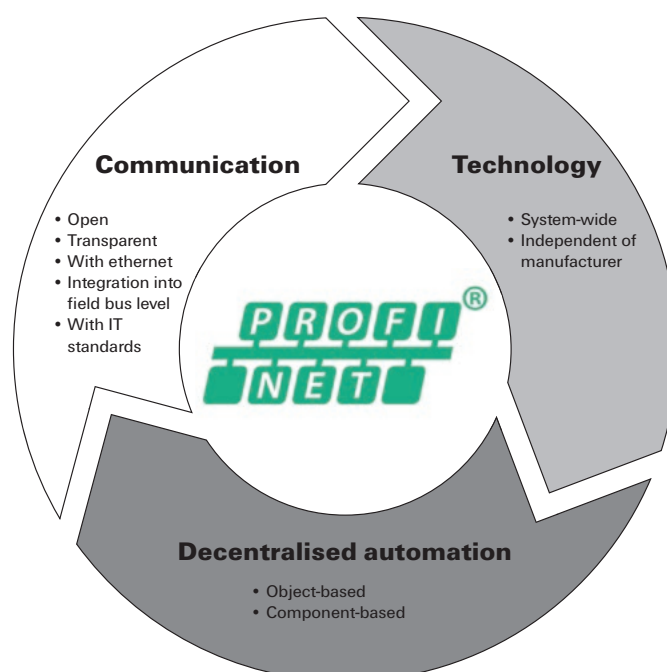 Communication
• Open
• Transparent
• With ethernet
• Integration into
field bus level
• With IT
standards
Technology
• System-wide
• Independent of
manufacturer
PROFI®
NET
Decentralised automation
• Object-based
• Component-based